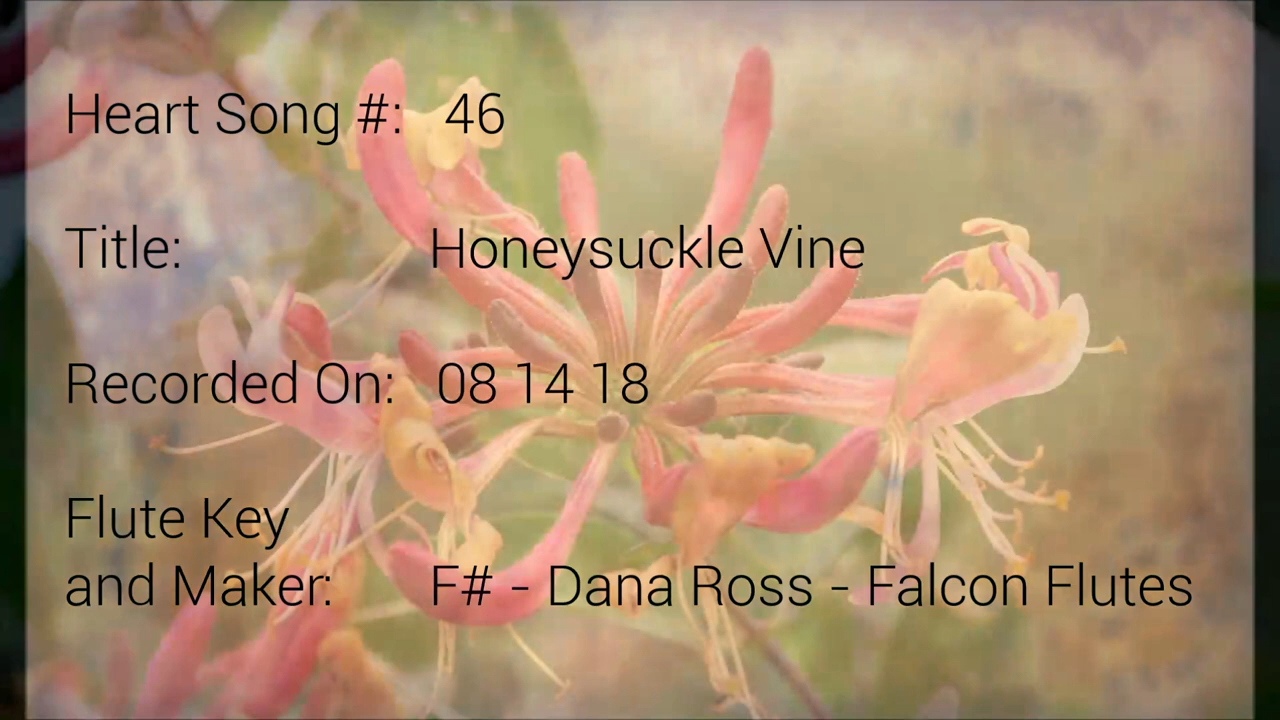 Heart Song #: 46
Title: Honeysuckle Vine
Recorded On: 08 14 18
Flute Key
and Maker: F# - Dana Ross - Falcon Flutes